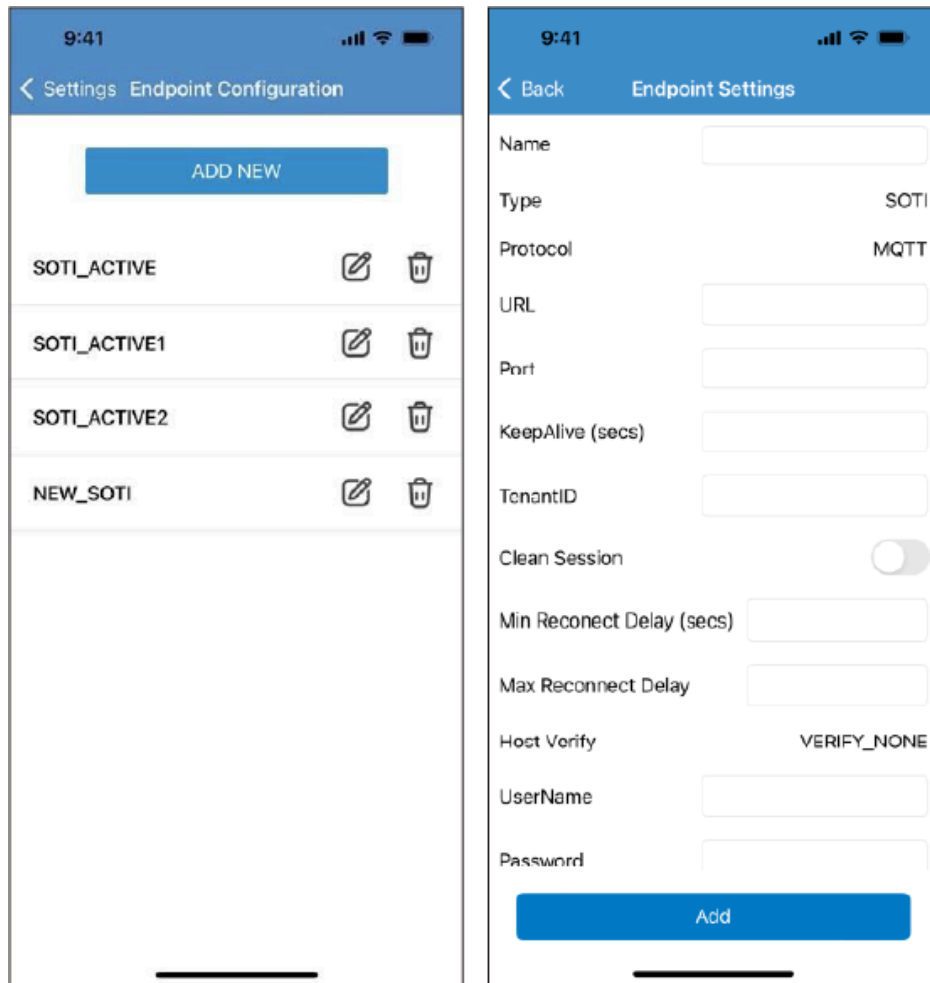 9:41
Settings Endpoint Configuration
ADD NEW
SOTI_ACTIVE
SOTI_ACTIVE1
SOTI_ACTIVE2
NEW_SOTI
9:41
Back Endpoint Settings
Name
Type SOTI
Protocol MQTT
URL
Port
KeepAlive (secs)
TenantID
Clean Session
Min Reconect Delay (secs)
Max Reconnect Delay
Host Verify VERIFY_NONE
UserName
Password
Add